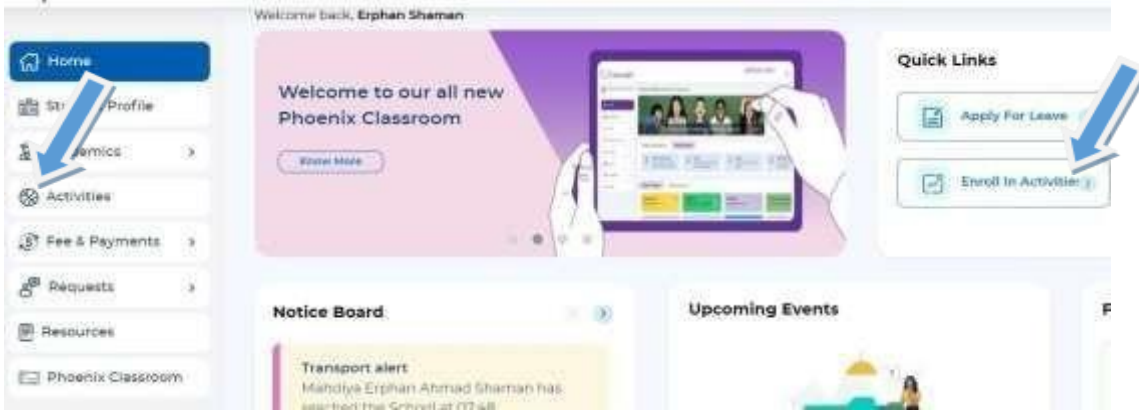 Welcome back, Erphan Shaman
Home
Profile
Activities
Fee & Payments
Requests
Resources
Phoenix Classroom
Welcome to our all new
Phoenix Classroom
Know More
Quick Links
Apply For Leave
Enroll In Activities
Notice Board
Transport alert
Mahdiya Erphan Ahmad Shaman has
reached the School at 07:48
Upcoming Events